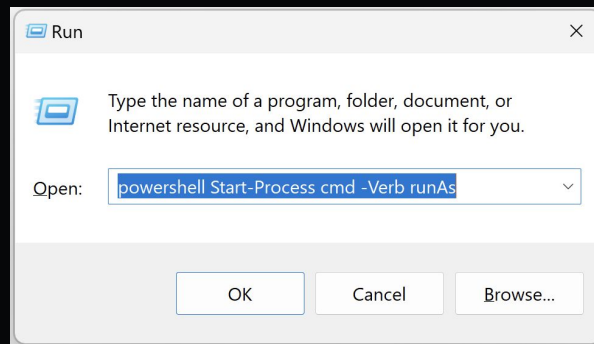 Run
Type the name of a program, folder, document, or
Internet resource, and Windows will open it for you.
Open:
powershell Start-Process cmd -Verb runAs
OK
Cancel
Browse...